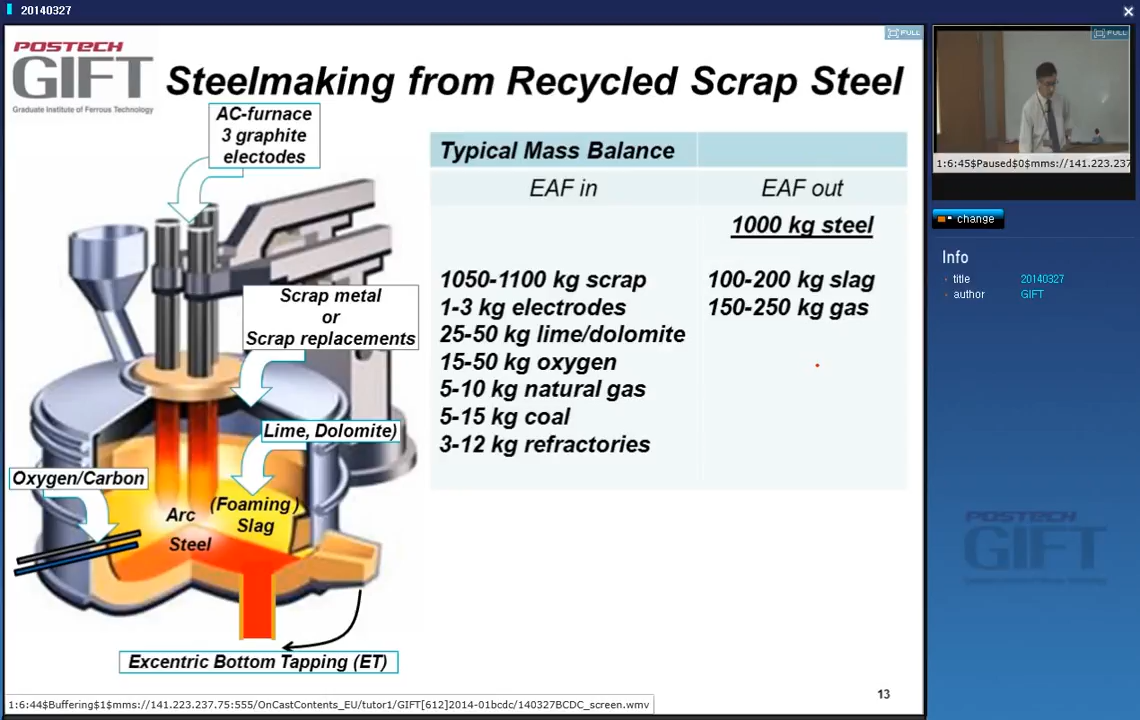 20140327
FULL
POSTECH
GIFT
Graduate Institute of Ferrous Technology
Steelmaking from Recycled Scrap Steel
AC-furnace
3 graphite
electodes
Scrap metal
or
Scrap replacements
Lime, Dolomite)
Oxygen/Carbon
(Foaming)
Slag
Arc
Steel
Excentric Bottom Tapping (ET)
Typical Mass Balance
EAF in
EAF out
1000 kg steel
1050-1100 kg scrap
100-200 kg slag
1-3 kg electrodes
150-250 kg gas
25-50 kg lime/dolomite
15-50 kg oxygen
5-10 kg natural gas
5-15 kg coal
3-12 kg refractories
13
1:6:44$Buffering$1$mms://141.223.237.75:555/OnCastContents_EU/tutor1/GIFT[612]2014-01bcdc/140327BCDC_screen.wmv
FULL
1:6:45$Paused$0$mms://141.223.237
change
Info
title 20140327
author GIFT
POSTECH
GIFT